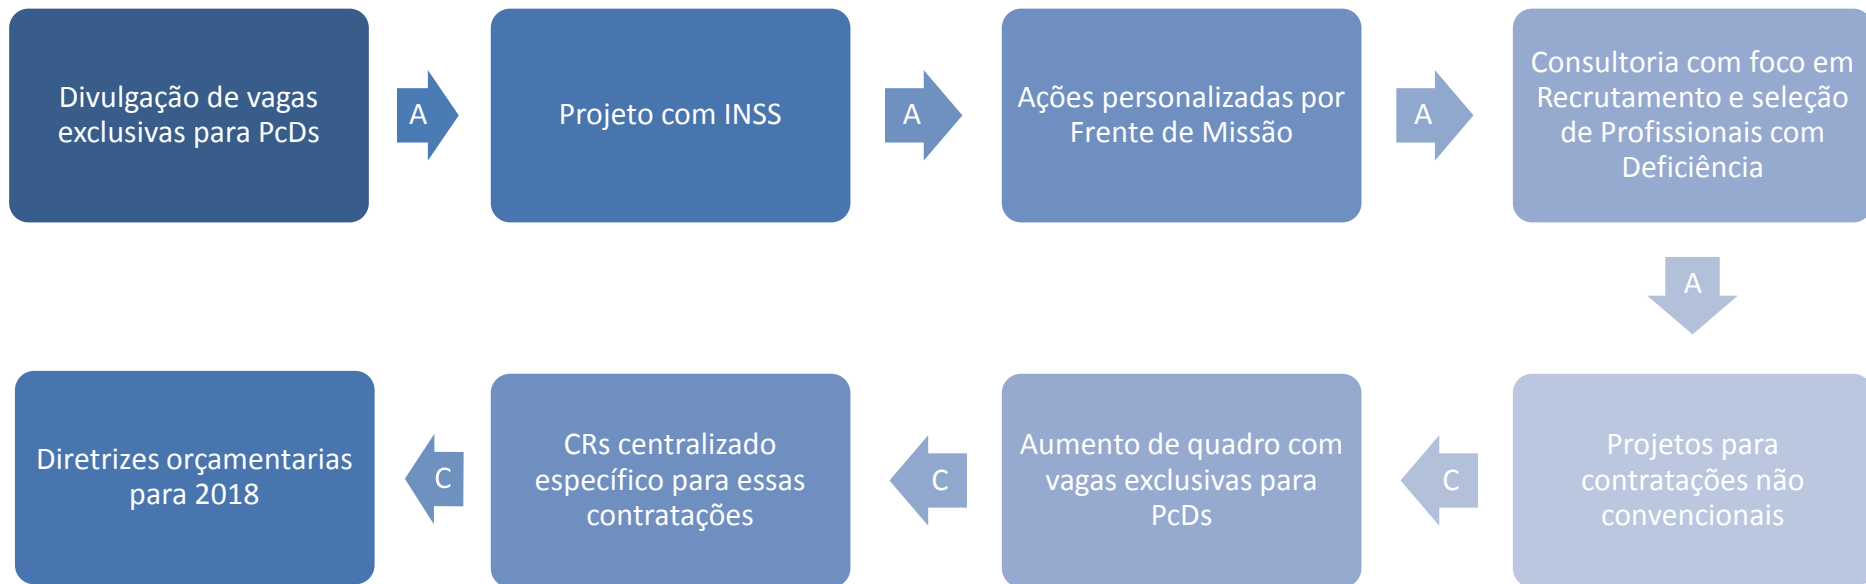 Divulgação de vagas
exclusivas para PcDs
A
Projeto com INSS
A
Ações personalizadas por
Frente de Missão
A
Consultoria com foco em
Recrutamento e seleção
de Profissionais com
Deficiência
A
Projetos para
contratações não
convencionais
C
Aumento de quadro com
vagas exclusivas para
PcDs
C
CRs centralizado
específico para essas
contratações
C
Diretrizes orçamentarias
para 2018